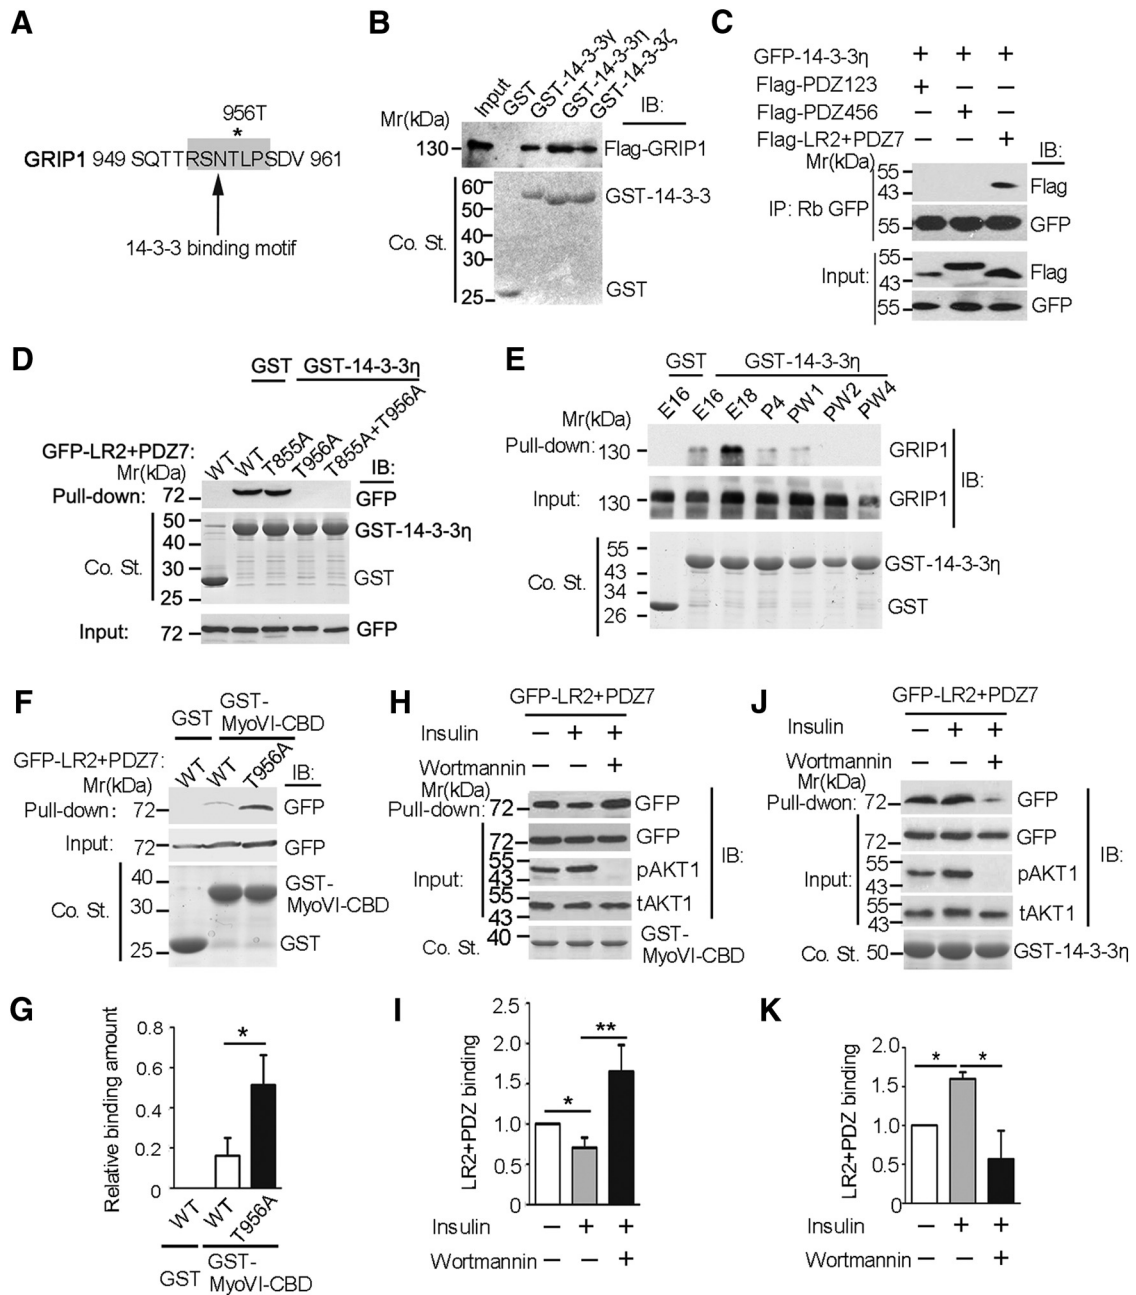 A
956T
*
GRIP1 949 SQTTRSNTLPSDV 961
14-3-3 binding motif
B
Input
GST
GST-14-3-3γ
GST-14-3-3η
GST-14-3-3ζ
Mr(kDa)
IB:
130
Flag-GRIP1
60
50
40
30
25
Co. St.
GST-14-3-3
GST
C
GFP-14-3-3η + + +
Flag-PDZ123 + − −
Flag-PDZ456 − + −
Flag-LR2+PDZ7 − − +
Mr(kDa)
IB:
IP: Rb GFP
55
43
Flag
55
GFP
Input:
55
43
Flag
55
GFP
D
GST GST-14-3-3η
GFP-LR2+PDZ7:
WT
WT
T855A
T956A
T855A+T956A
Mr(kDa)
IB:
Pull-down: 72 GFP
Co. St.
50
40
30
25
GST-14-3-3η
GST
Input: 72 GFP
E
GST GST-14-3-3η
E16 E16 E18 P4 PW1 PW2 PW4
Mr(kDa)
Pull-down: 130 GRIP1
Input: 130 GRIP1
IB:
Co. St.
55
43
34
26
GST-14-3-3η
GST
F
GST
GST-
MyoVI-CBD
GFP-LR2+PDZ7:
WT
WT
T956A
Mr(kDa)
IB:
Pull-down: 72 GFP
Input: 72 GFP
Co. St.
40
30
25
GST-
MyoVI-CBD
GST
H
GFP-LR2+PDZ7
Insulin − + +
Wortmannin − − +
Mr(kDa)
Pull-down: 72 GFP
Input:
72 GFP
55
43
pAKT1
55
43
tAKT1
IB:
Co. St.
40
GST-
MyoVI-CBD
J
GFP-LR2+PDZ7
Insulin − + +
Wortmannin − − +
Mr(kDa)
Pull-dwon: 72 GFP
Input:
72 GFP
55
43
pAKT1
55
43
tAKT1
IB:
Co. St. 50 GST-14-3-3η
G
Relative binding amount
0.8
0.6
0.4
0.2
0
*
WT
WT
T956A
GST
GST-
MyoVI-CBD
I
LR2+PDZ binding
2.5
2.0
1.5
1.0
0.5
0
*
**
Insulin − + +
Wortmannin − − +
K
LR2+PDZ binding
2.0
1.5
1.0
0.5
0
*
*
Insulin − + +
Wortmannin − − +